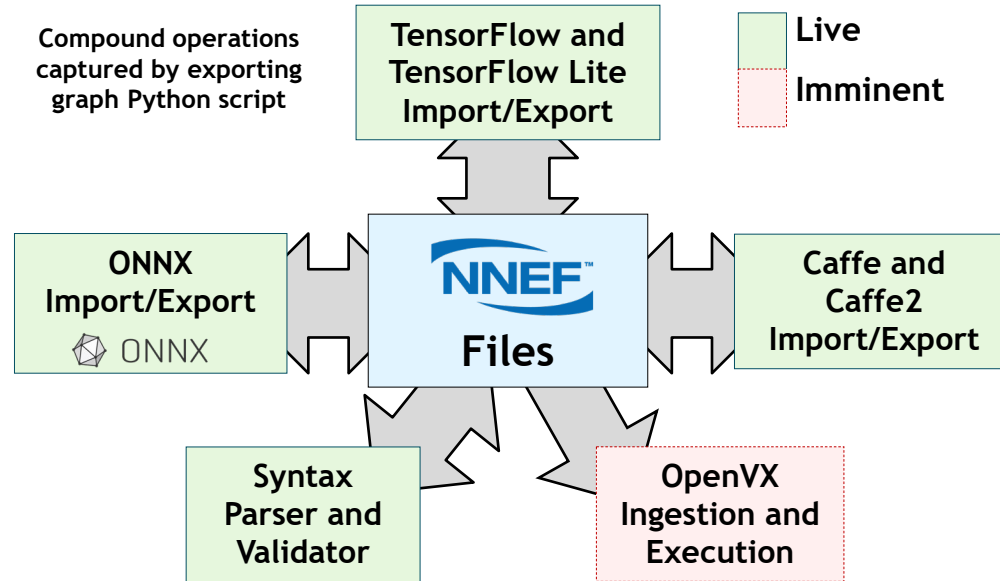 Compound operations
captured by exporting
graph Python script
TensorFlow and
TensorFlow Lite
Import/Export
Live
Imminent
ONNX
Import/Export
ONNX
NNEF™
Files
Caffe and
Caffe2
Import/Export
Syntax
Parser and
Validator
OpenVX
Ingestion and
Execution